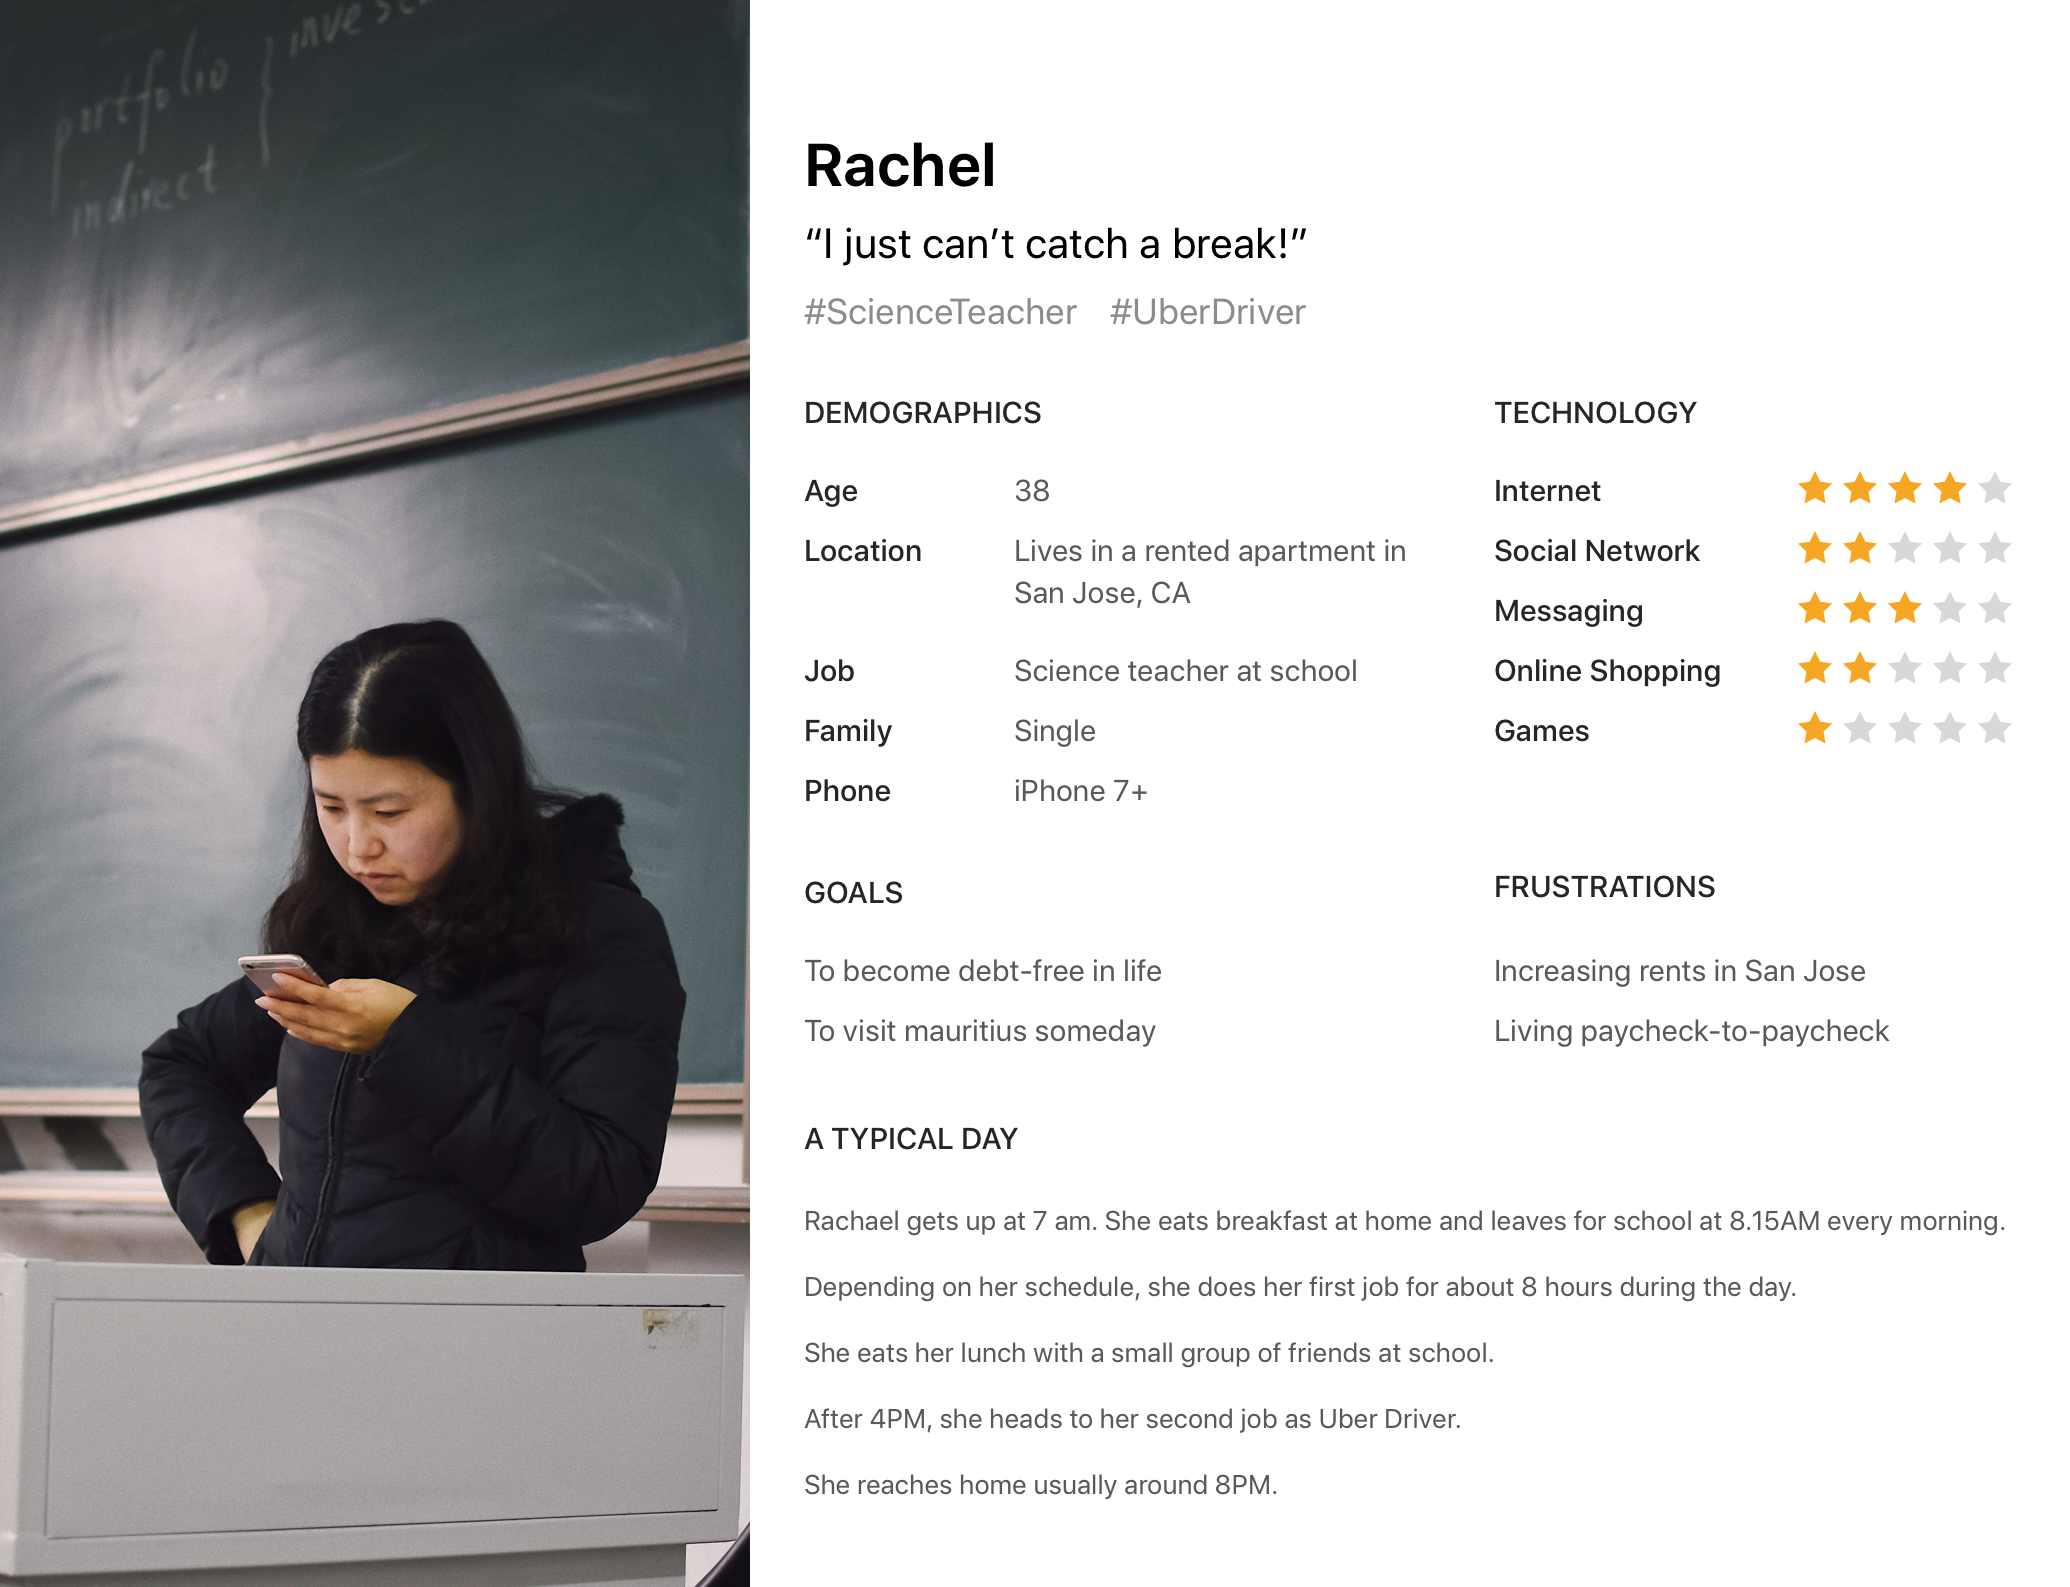 portfolio
indirect
Rachel
“I just can’t catch a break!”
#ScienceTeacher #UberDriver
DEMOGRAPHICS
Age 38
Location Lives in a rented apartment in
San Jose, CA
Job Science teacher at school
Family Single
Phone iPhone 7+
TECHNOLOGY
Internet
Social Network
Messaging
Online Shopping
Games
GOALS
To become debt-free in life
To visit mauritius someday
FRUSTRATIONS
Increasing rents in San Jose
Living paycheck-to-paycheck
A TYPICAL DAY
Rachael gets up at 7 am. She eats breakfast at home and leaves for school at 8.15AM every morning.
Depending on her schedule, she does her first job for about 8 hours during the day.
She eats her lunch with a small group of friends at school.
After 4PM, she heads to her second job as Uber Driver.
She reaches home usually around 8PM.